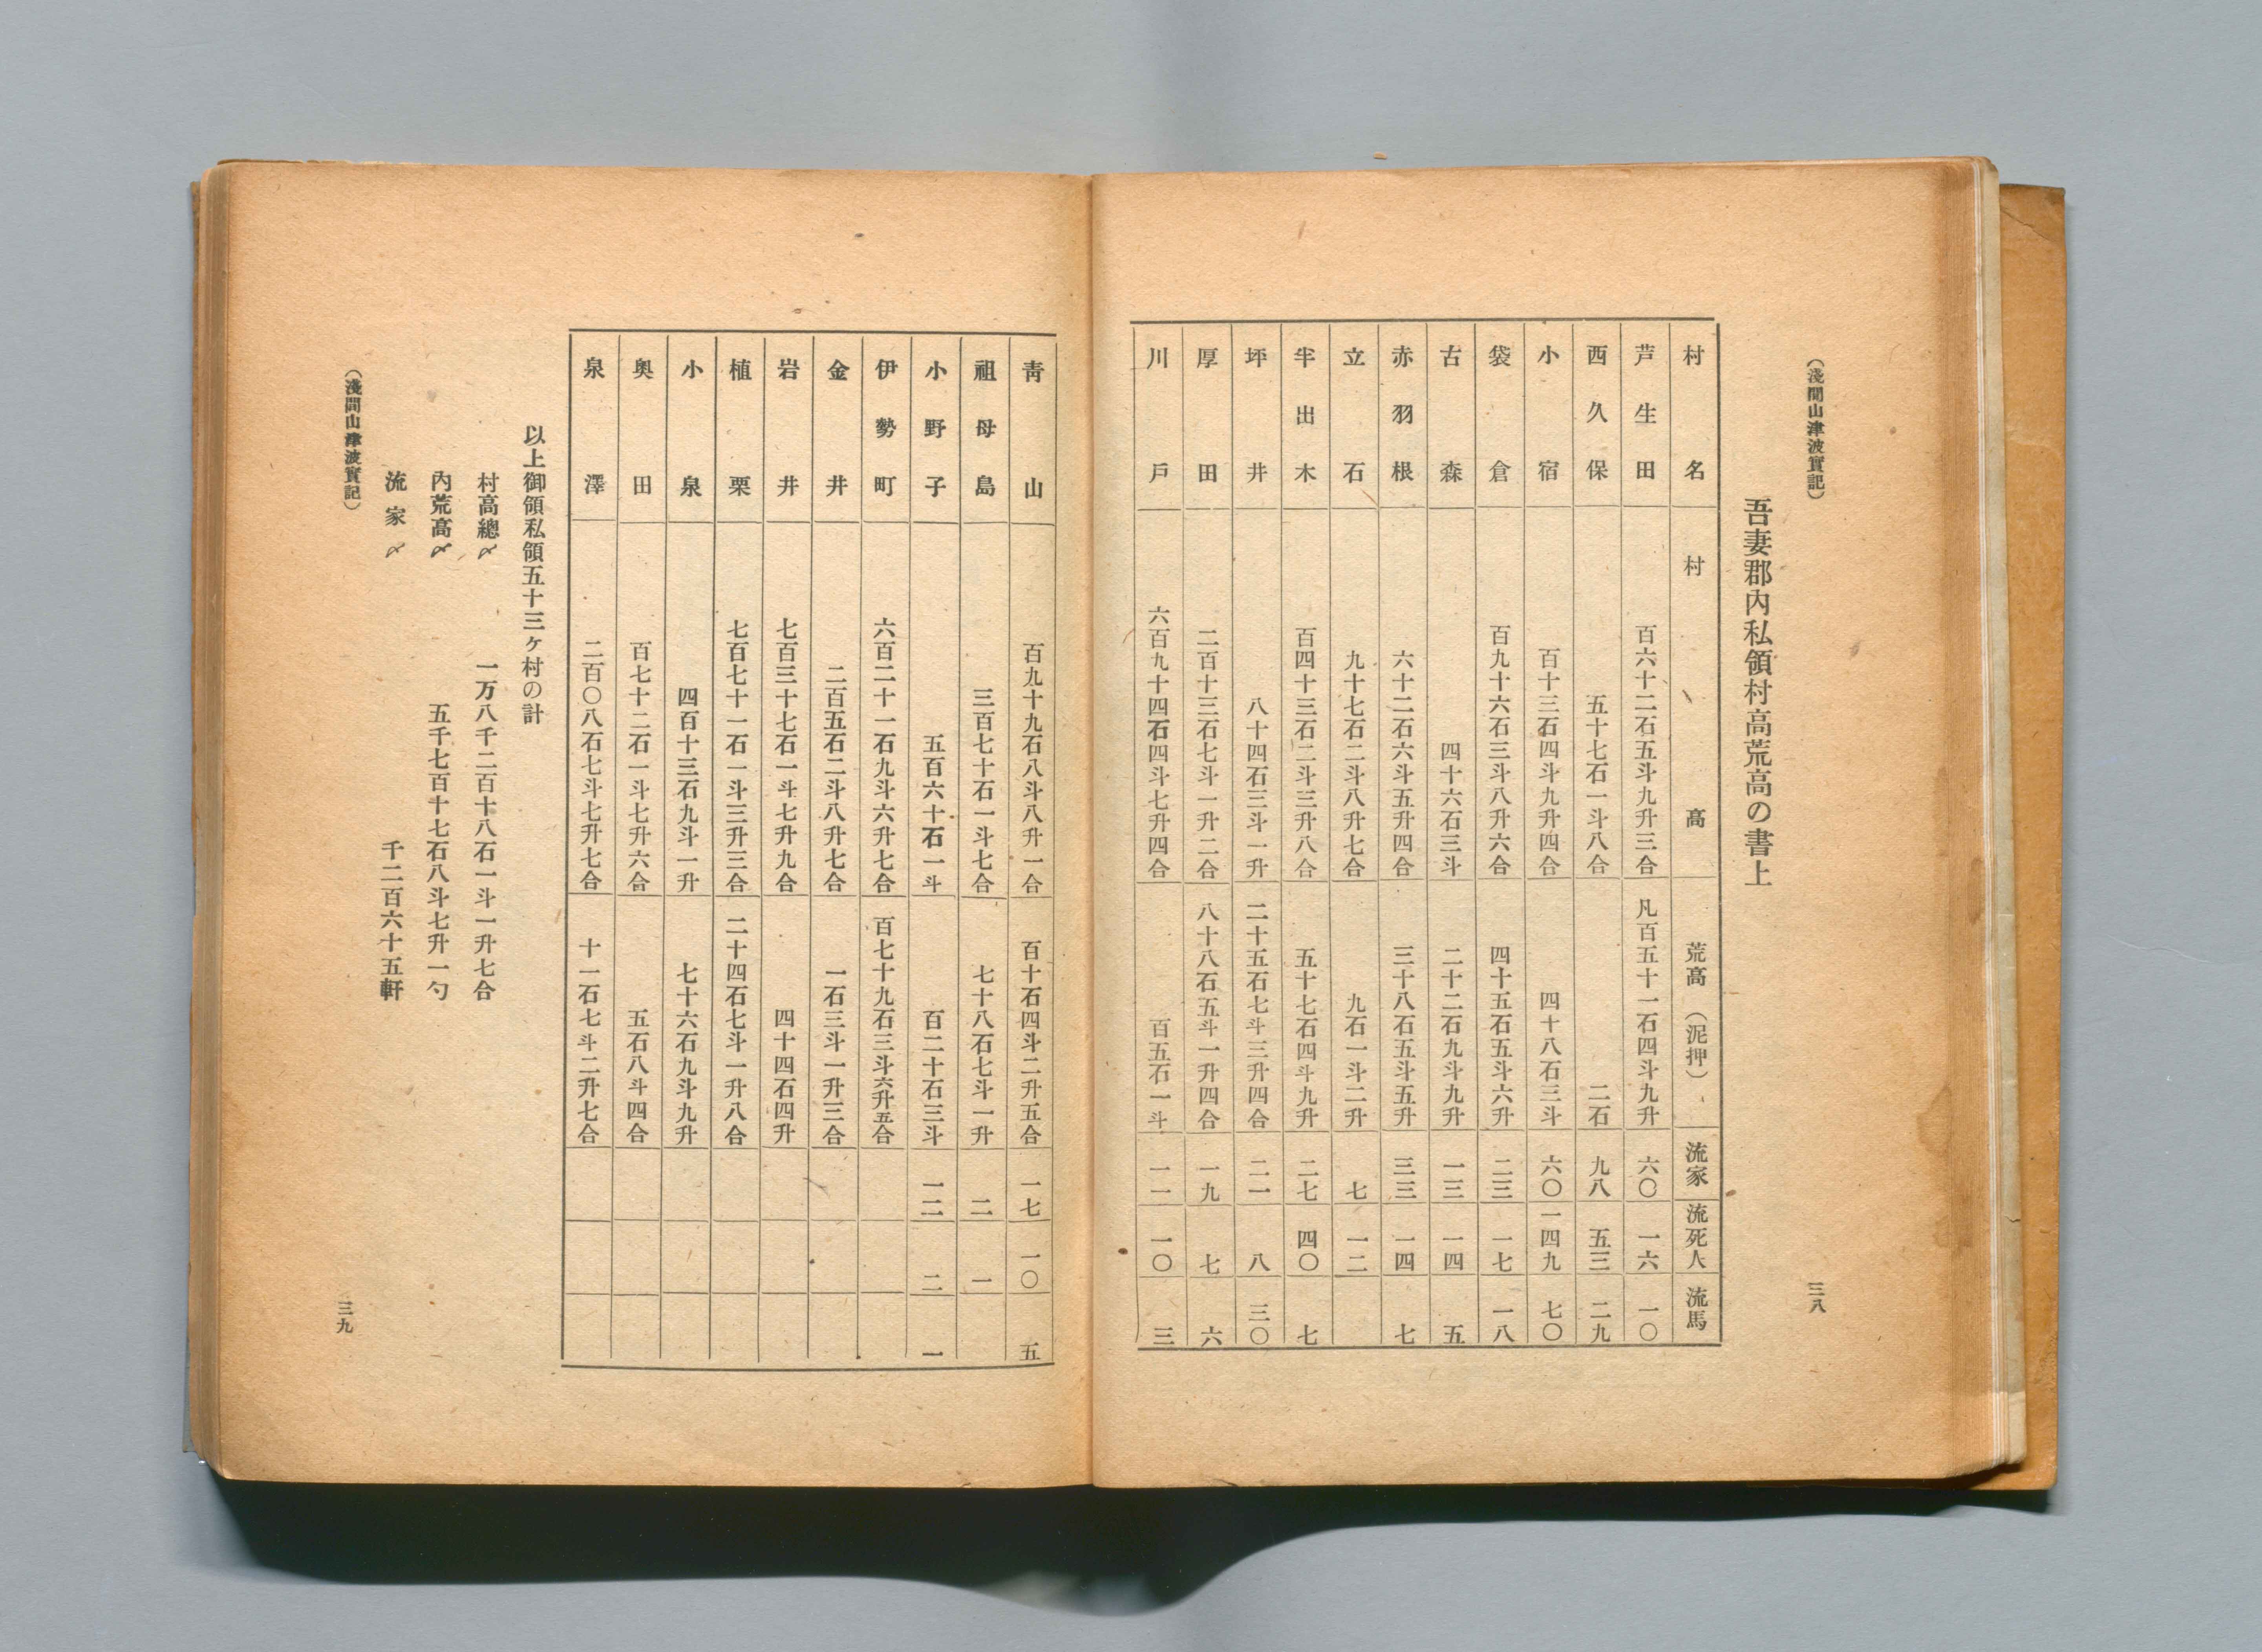 (淺間山津波實記)
三八
吾妻郡內私領村高荒高の書上
村名 村高 荒高(泥押) 流家 流死人 流馬
芦生田 百六十二石五斗九升三合 凡百五十一石四斗九升 六〇 一六 一〇
西久保 五十七石一斗八合 二石 九八 五三 二九
小宿 百十三石四斗九升四合 四十八石三斗 六〇 一四九 七〇
袋倉 百九十六石三斗八升六合 四十五石五斗六升 二三 一七 一八
古森 四十六石三斗 二十二石九斗九升 一三 一四 五
赤羽根 六十二石六斗五升四合 三十八石五斗五升 三三 一四 七
立石 九十七石二斗八升七合 九石一斗二升 七 一二
半出木 百四十三石二斗三升八合 五十七石四斗九升 二七 四〇 七
坪井 八十四石三斗一升 二十五石七斗三升四合 二一 八 三〇
厚田 二百十三石七斗一升二合 八十八石五斗一升四合 一九 七 六
川戸 六百九十四石四斗七升四合 百五石一斗 一一 一〇 三
靑山 百九十九石八斗八升一合 百十石四斗二升五合 一七 一〇 五
祖母島 三百七十石一斗七合 七十八石七斗一升 二 一
小野子 五百六十石一斗 百二十石三斗 一二 二 一
伊勢町 六百二十一石九斗六升七合 百七十九石三斗六升五合
金井 二百五石二斗八升七合 一石三斗一升三合
岩井 七百三十七石一斗七升九合 四十四石四升
植栗 七百七十一石一斗三升三合 二十四石七斗一升八合
小泉 四百十三石九斗一升 七十六石九斗九升
奧田 百七十二石一斗七升六合 五石八斗四合
泉澤 二百〇八石七斗七升七合 十一石七斗二升七合
以上御領私領五十三ヶ村の計
村高總〆 一万八千二百十八石一斗一升七合
內荒高〆 五千七百十七石八斗七升一勺
流家〆 千二百六十五軒
(淺間山津波實記)
三九